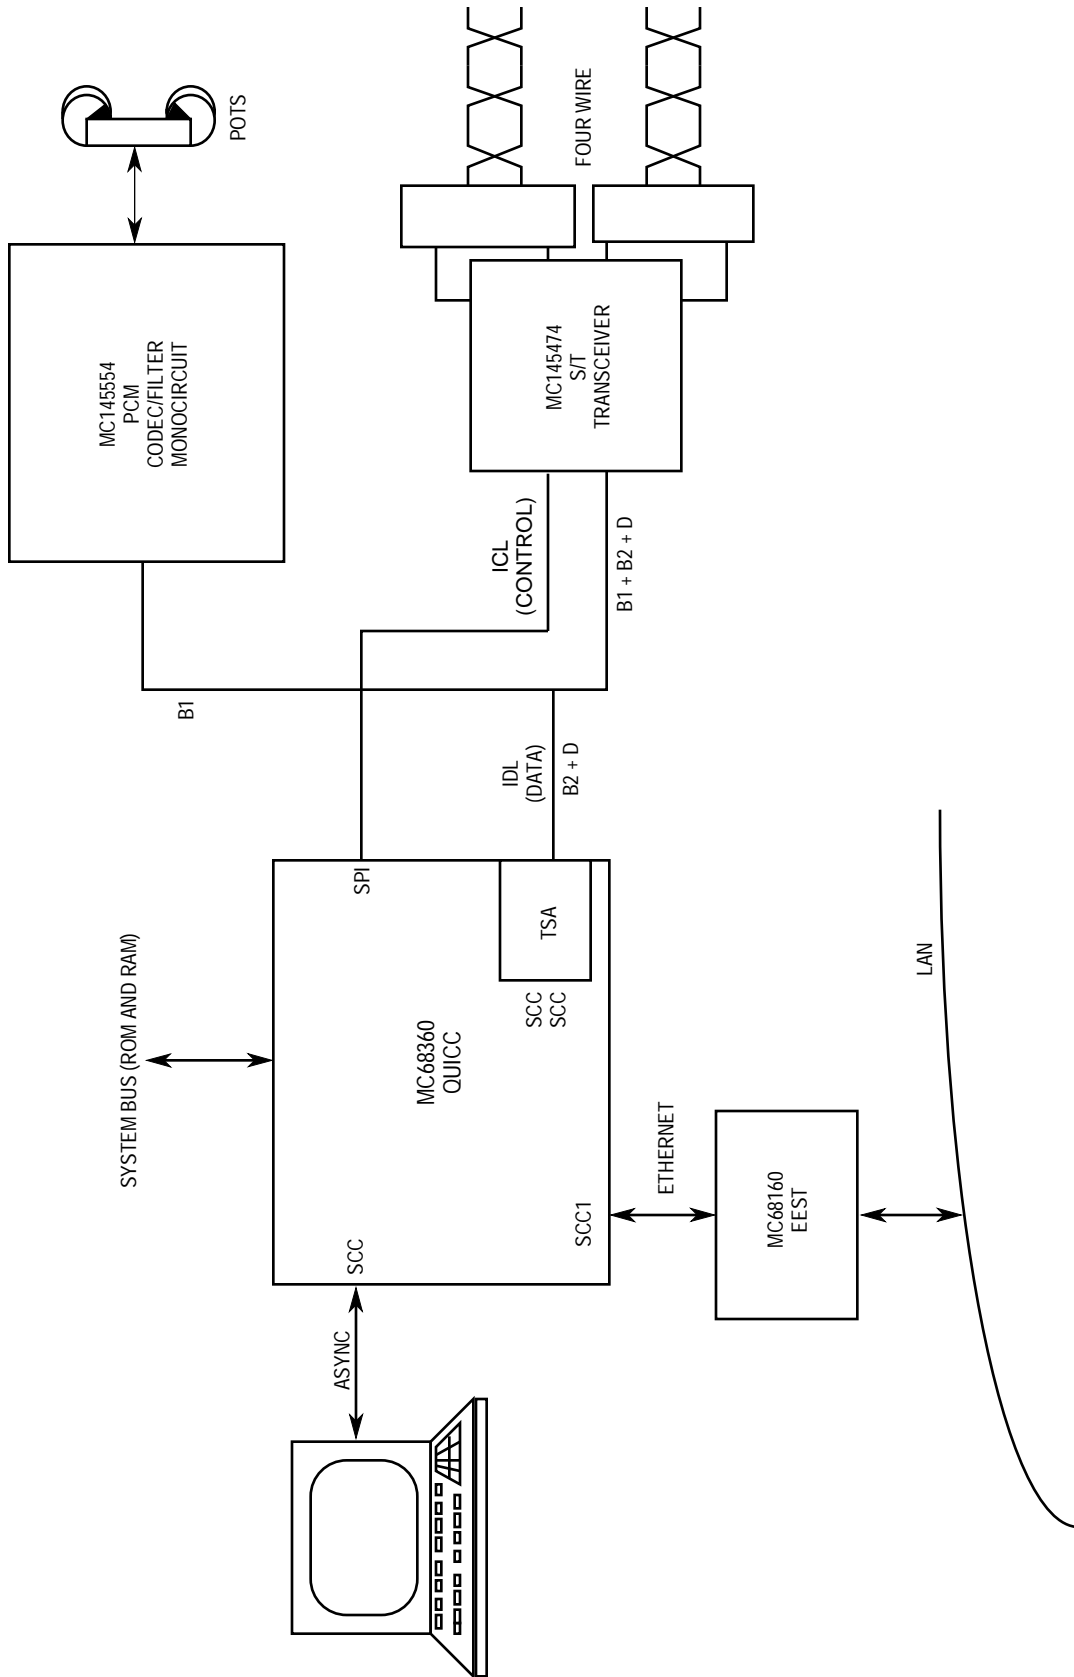 POTS
MC145554
PCM
CODEC/FILTER
MONOCIRCUIT
FOUR WIRE
MC145474
S/T
TRANSCEIVER
ICL
(CONTROL)
B1 + B2 + D
B1
IDL
(DATA)
B2 + D
SYSTEM BUS (ROM AND RAM)
SPI
TSA
SCC
SCC
MC68360
QUICC
SCC
SCC1
ASYNC
ETHERNET
MC68160
EEST
LAN